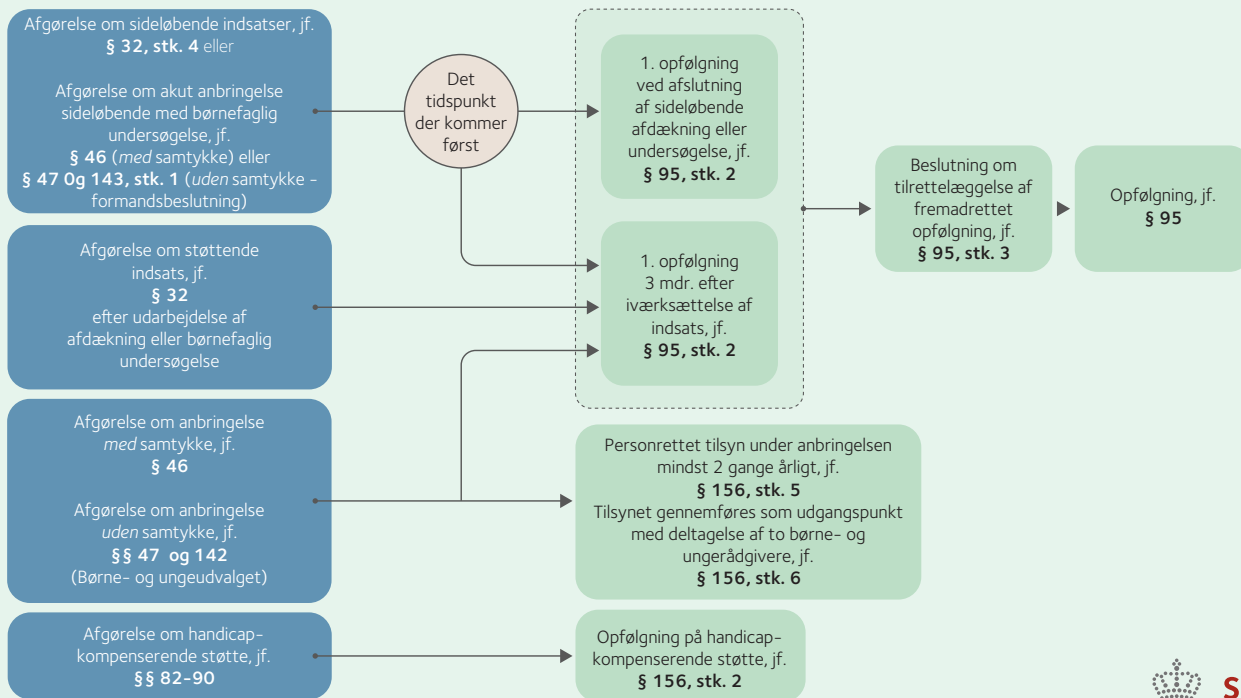 Afgørelse om sideløbende indsatser, jf.
§ 32, stk. 4 eller
Afgørelse om akut anbringelse
sideløbende med børnefaglig
undersøgelse, jf.
§ 46 (med samtykke) eller
§ 47 0g 143, stk. 1 (uden samtykke -
formandsbeslutning)
Det
tidspunkt
der kommer
først
1. opfølgning
ved afslutning
af sideløbende
afdækning eller
undersøgelse, jf.
§ 95, stk. 2
Beslutning om
tilrettelæggelse af
fremadrettet
opfølgning, jf.
§ 95, stk. 3
Opfølgning, jf.
§ 95
Afgørelse om støttende
indsats, jf.
§ 32
efter udarbejdelse af
afdækning eller børnefaglig
undersøgelse
1. opfølgning
3 mdr. efter
iværksættelse af
indsats, jf.
§ 95, stk. 2
Afgørelse om anbringelse
med samtykke, jf.
§ 46
Afgørelse om anbringelse
uden samtykke, jf.
§§ 47 og 142
(Børne- og ungeudvalget)
Personrettet tilsyn under anbringelsen
mindst 2 gange årligt, jf.
§ 156, stk. 5
Tilsynet gennemføres som udgangspunkt
med deltagelse af to børne- og
ungerådgivere, jf.
§ 156, stk. 6
Afgørelse om handicap-
kompenserende støtte, jf.
§§ 82-90
Opfølgning på handicap-
kompenserende støtte, jf.
§ 156, stk. 2
S